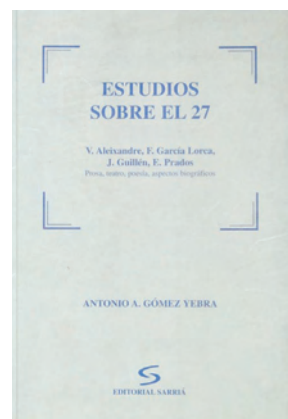 ESTUDIOS
SOBRE EL 27
V. Aleixandre, F. García Lorca,
J. Guillén, E. Prados
Prosa, teatro, poesía, aspectos biográficos
ANTONIO A. GÓMEZ YEBRA
EDITORIAL SARRIÁ